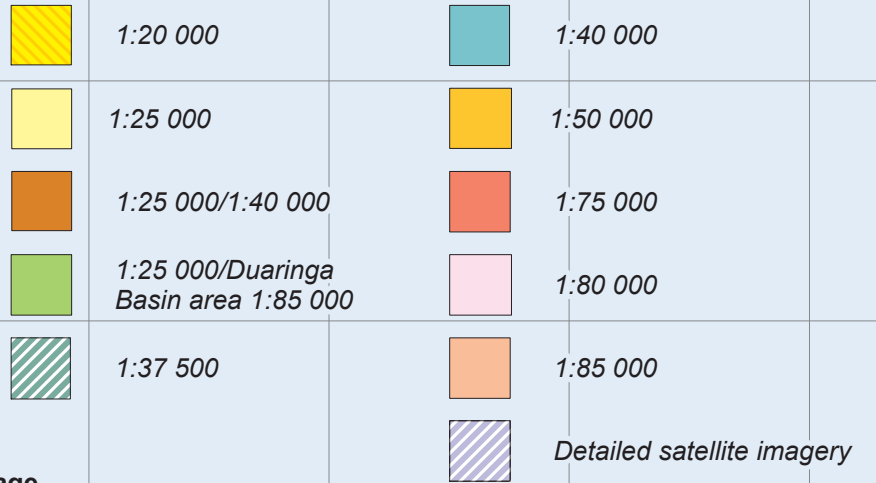 1:20 000
1:25 000
1:25 000/1:40 000
1:25 000/Duaringa
Basin area 1:85 000
1:37 500
1:40 000
1:50 000
1:75 000
1:80 000
1:85 000
Detailed satellite imagery